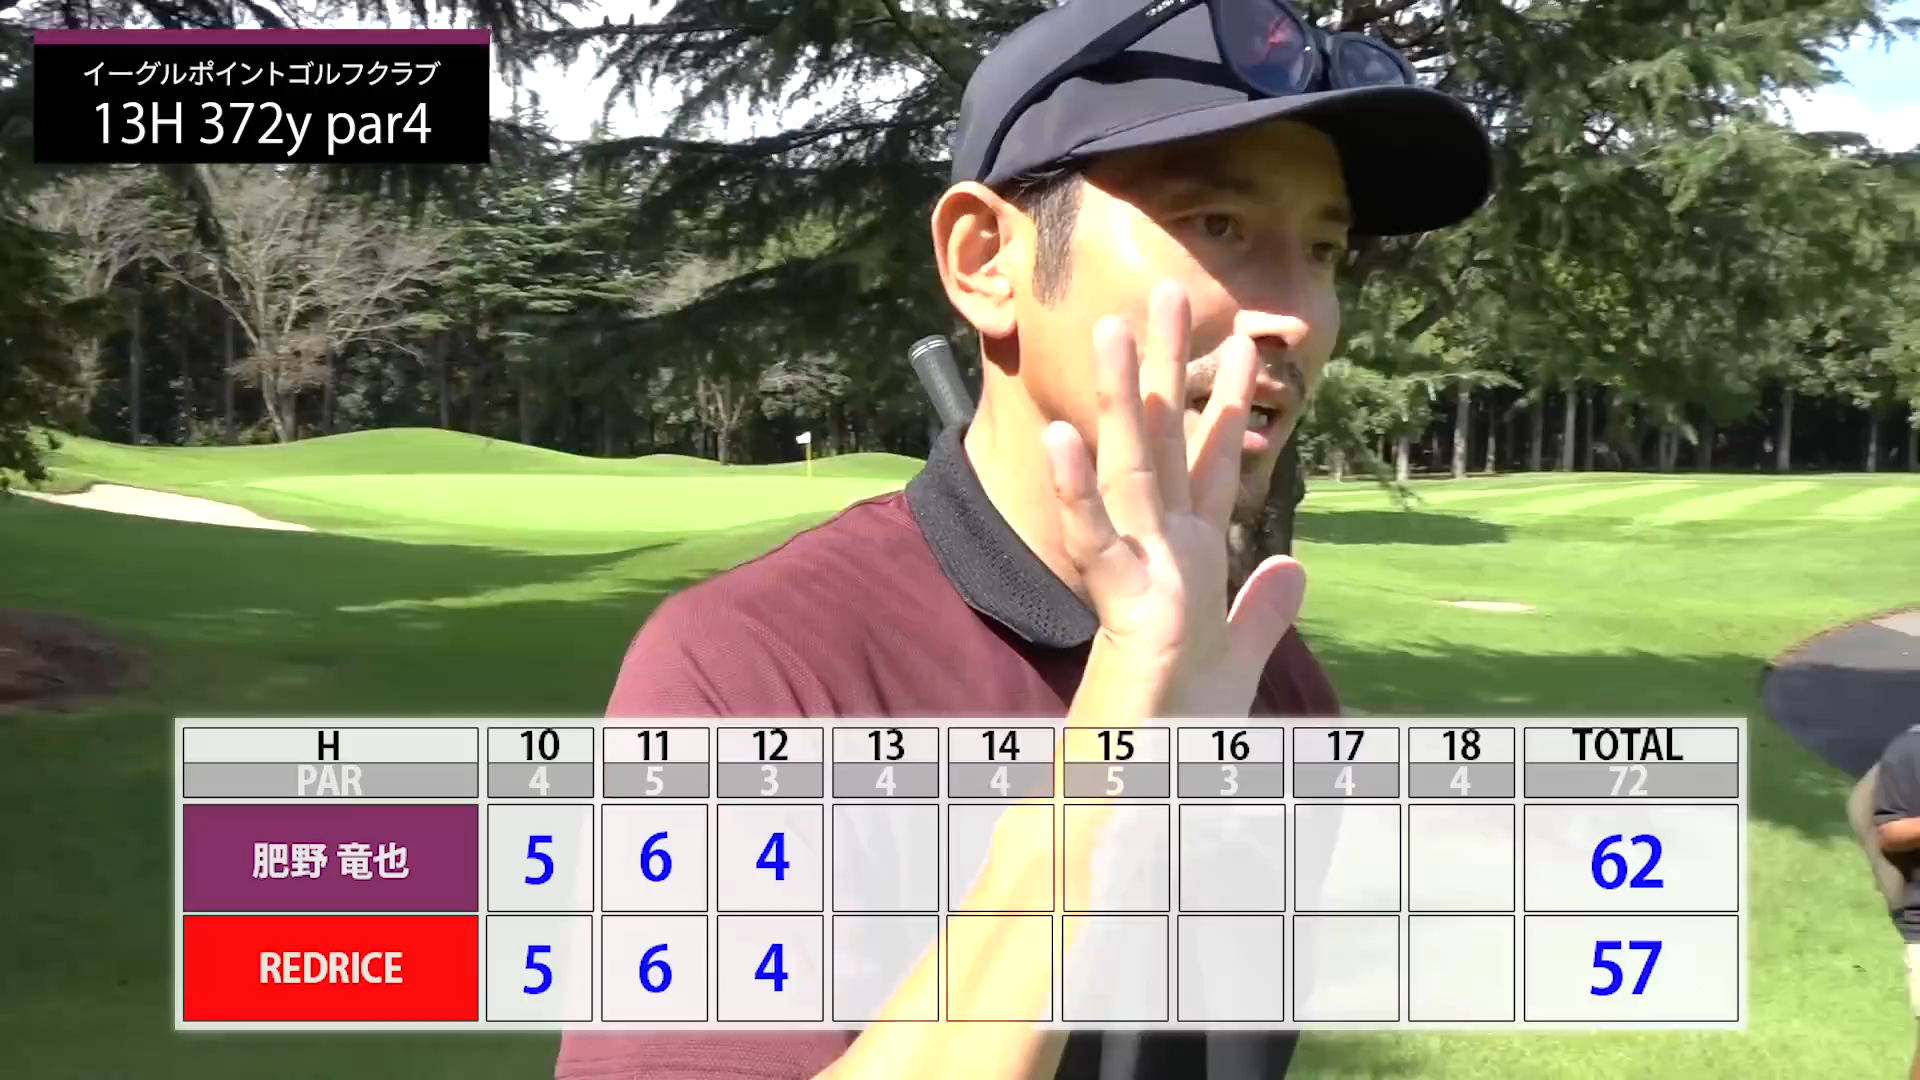 イーグルポイントゴルフクラブ
13H 372y par4
H 10 11 12 13 14 15 16 17 18 TOTAL
PAR 4 5 3 4 4 5 3 4 4 72
肥野 竜也 5 6 4 62
REDRICE 5 6 4 57